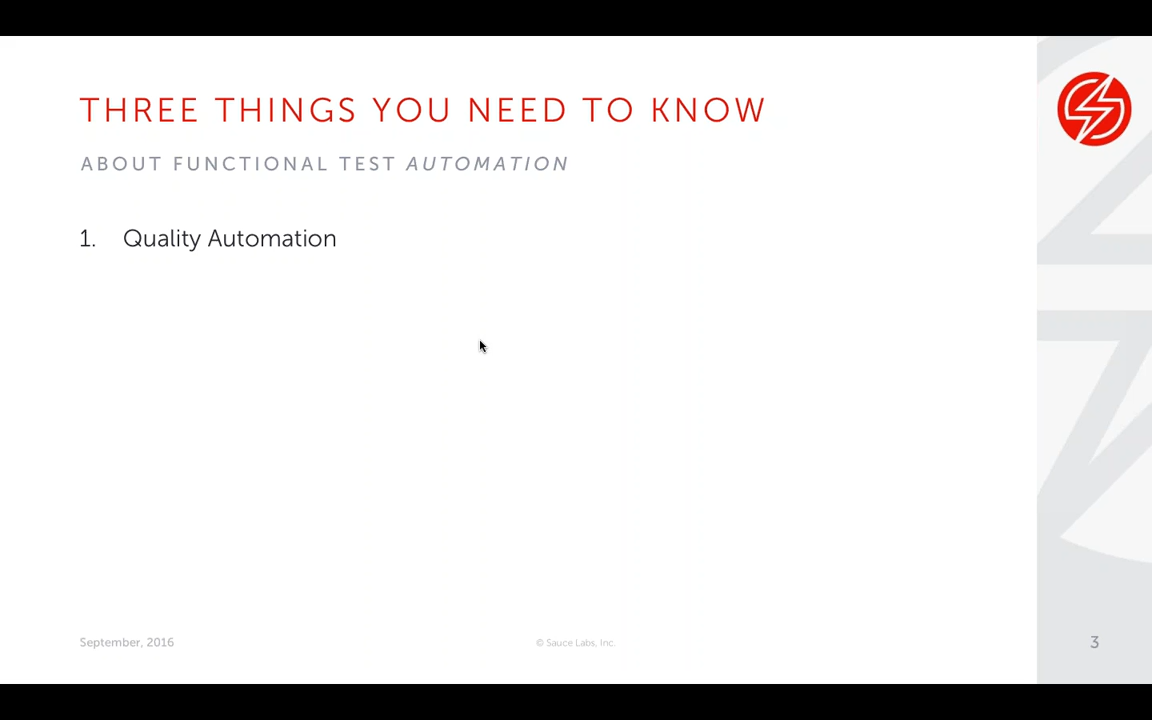 THREE THINGS YOU NEED TO KNOW
ABOUT FUNCTIONAL TEST AUTOMATION
1. Quality Automation
September, 2016
© Sauce Labs, Inc.
3